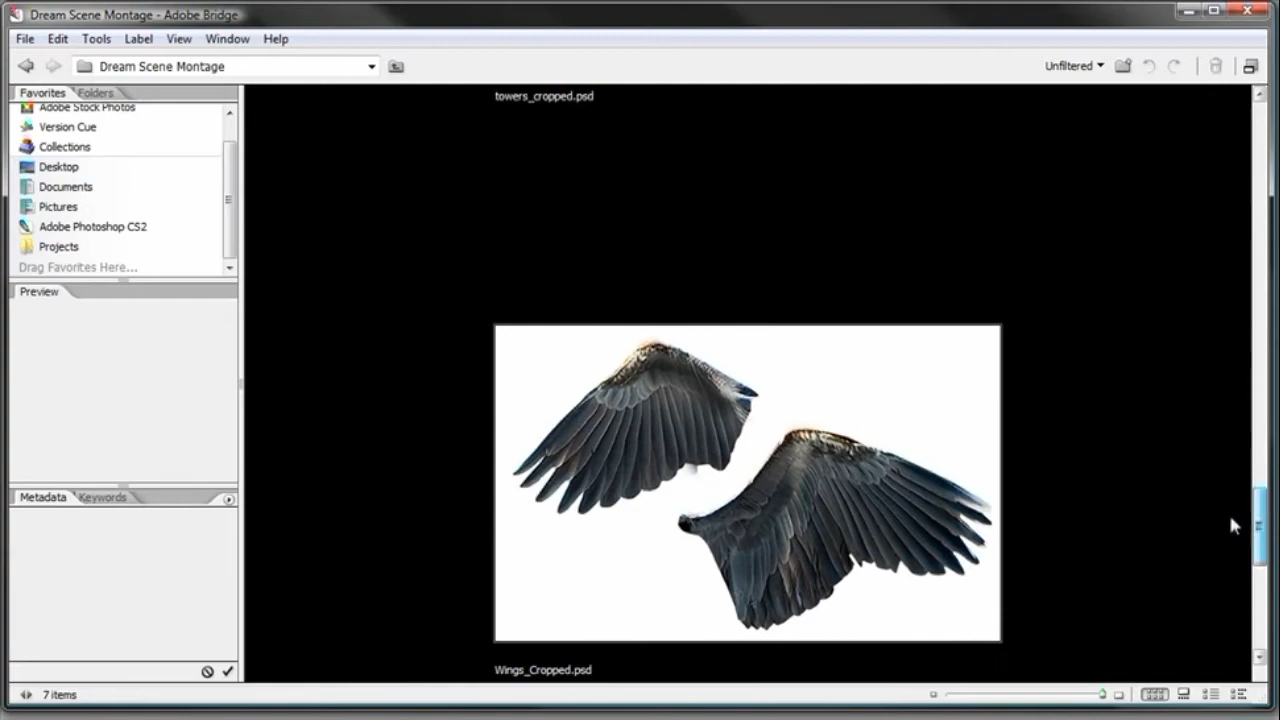 Dream Scene Montage - Adobe Bridge
File Edit Tools Label View Window Help
Dream Scene Montage
Unfiltered
Favorites Folders
Adobe Stock Photos
Version Cue
Collections
Desktop
Documents
Pictures
Adobe Photoshop CS2
Projects
Drag Favorites Here...
Preview
Metadata Keywords
7 items
towers_cropped.psd
Wings_Cropped.psd